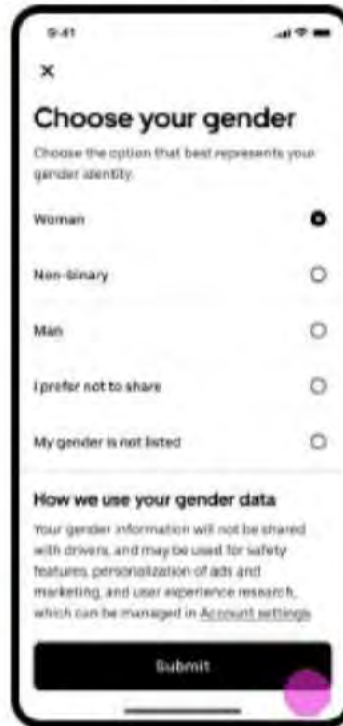 9:41
Choose your gender
Choose the option that best represents your
gender identity.
Woman
Non-binary
Man
I prefer not to share
My gender is not listed
How we use your gender data
Your gender information will not be shared
with drivers, and may be used for safety
features, personalization of ads and
marketing, and user experience research,
which can be managed in Account settings
Submit